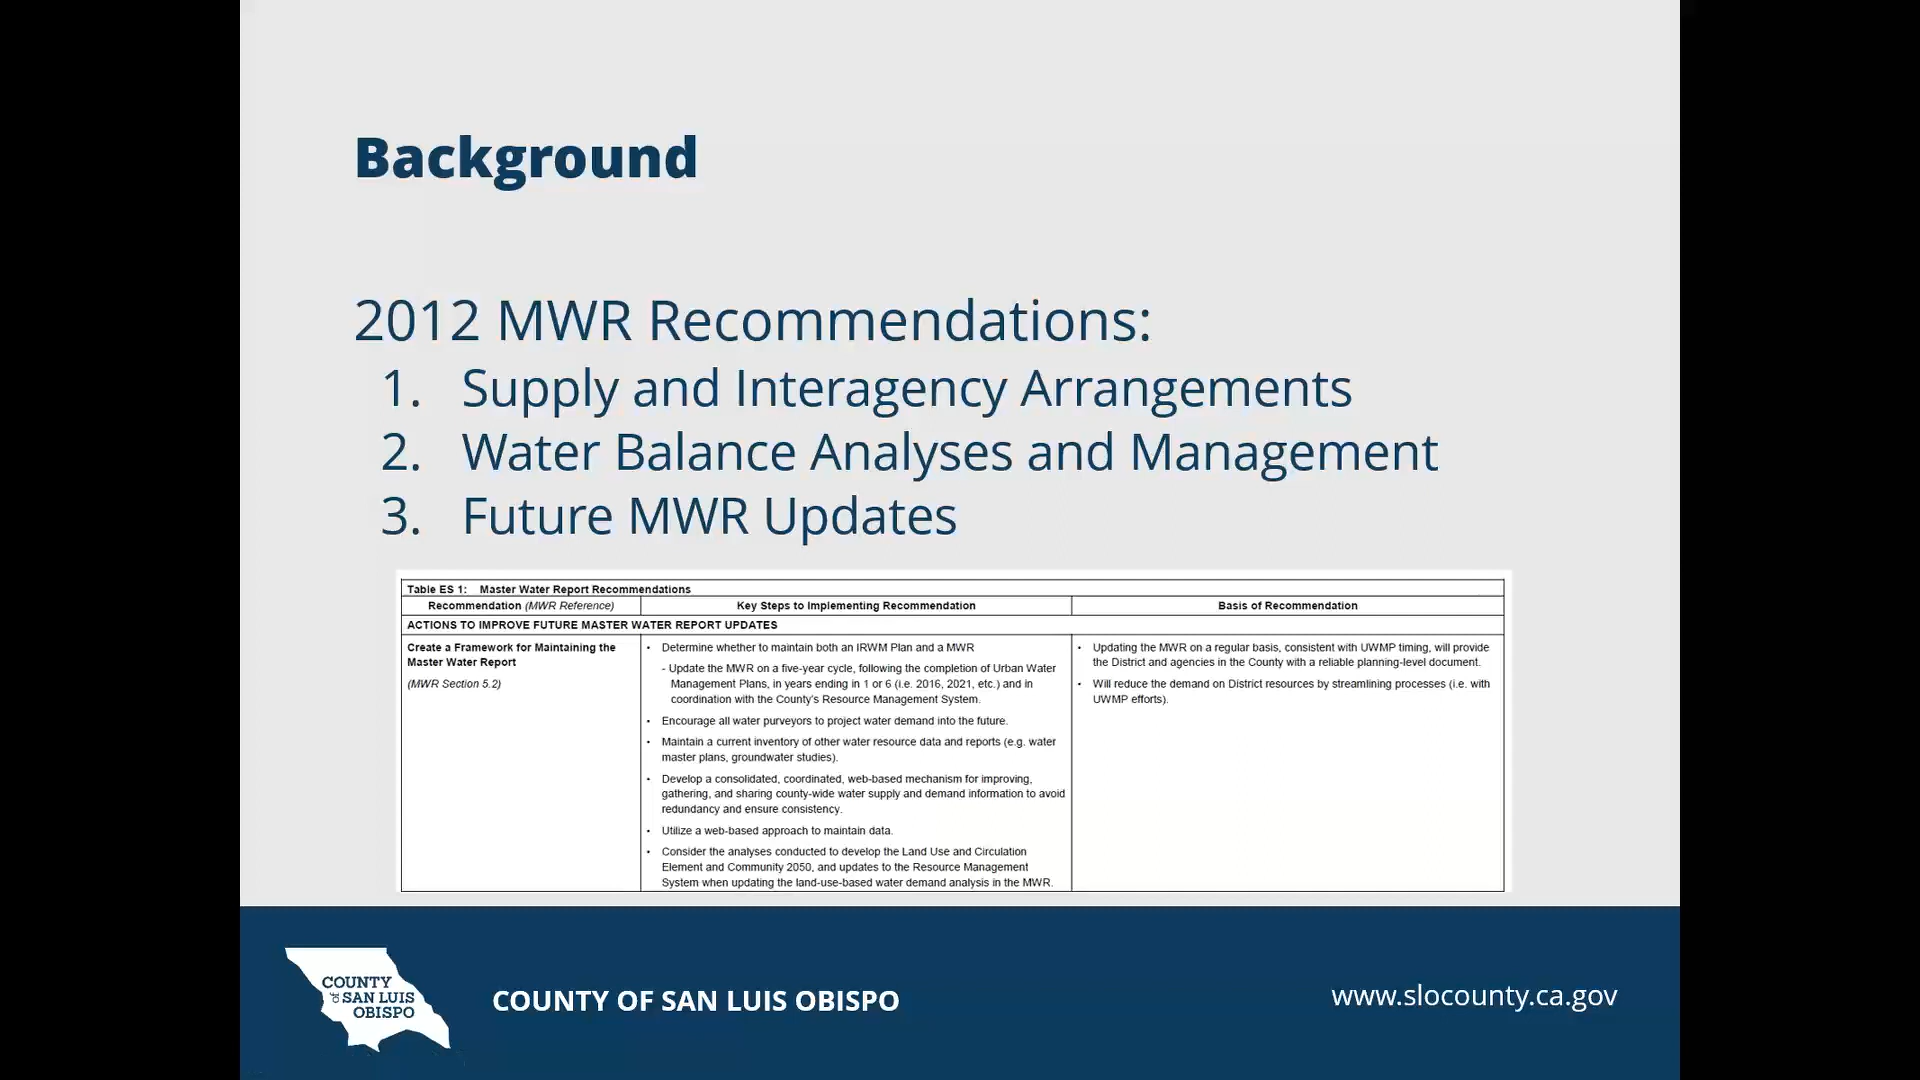 Background
2012 MWR Recommendations:
1. Supply and Interagency Arrangements
2. Water Balance Analyses and Management
3. Future MWR Updates
Table ES 1: Master Water Report Recommendations
Recommendation (MWR Reference)
Key Steps to Implementing Recommendation
Basis of Recommendation
ACTIONS TO IMPROVE FUTURE MASTER WATER REPORT UPDATES
Create a Framework for Maintaining the
Master Water Report
(MWR Section 5.2)
• Determine whether to maintain both an IRWM Plan and a MWR
- Update the MWR on a five-year cycle, following the completion of Urban Water
Management Plans, in years ending in 1 or 6 (i.e. 2016, 2021, etc.) and in
coordination with the County's Resource Management System.
• Encourage all water purveyors to project water demand into the future.
• Maintain a current inventory of other water resource data and reports (e.g. water
master plans, groundwater studies).
• Develop a consolidated, coordinated, web-based mechanism for improving,
gathering, and sharing county-wide water supply and demand information to avoid
redundancy and ensure consistency.
• Utilize a web-based approach to maintain data.
• Consider the analyses conducted to develop the Land Use and Circulation
Element and Community 2050, and updates to the Resource Management
System when updating the land-use-based water demand analysis in the MWR.
• Updating the MWR on a regular basis, consistent with UWMP timing, will provide
the District and agencies in the County with a reliable planning-level document.
• Will reduce the demand on District resources by streamlining processes (i.e. with
UWMP efforts).
COUNTY
OF SAN LUIS
OBISPO
COUNTY OF SAN LUIS OBISPO
www.slocounty.ca.gov